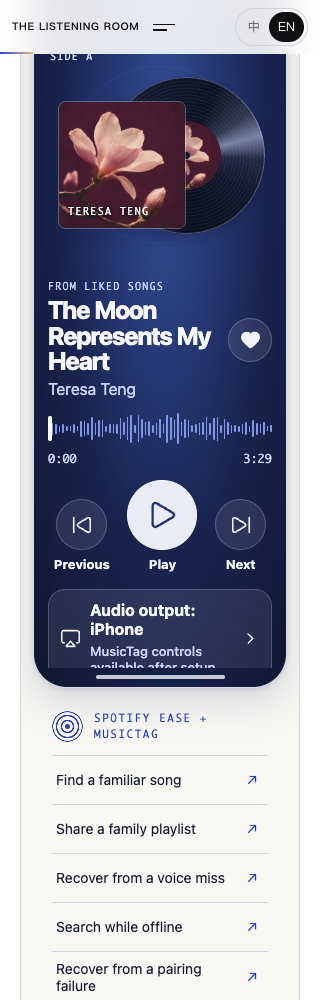 THE LISTENING ROOM
中
EN
SIDE A
TERESA TENG
FROM LIKED SONGS
The Moon
Represents My
Heart
Teresa Teng
0:00
3:29
Previous
Play
Next
Audio output:
iPhone
MusicTag controls
available after setup
SPOTIFY EASE +
MUSICTAG
Find a familiar song
Share a family playlist
Recover from a voice miss
Search while offline
Recover from a pairing
failure